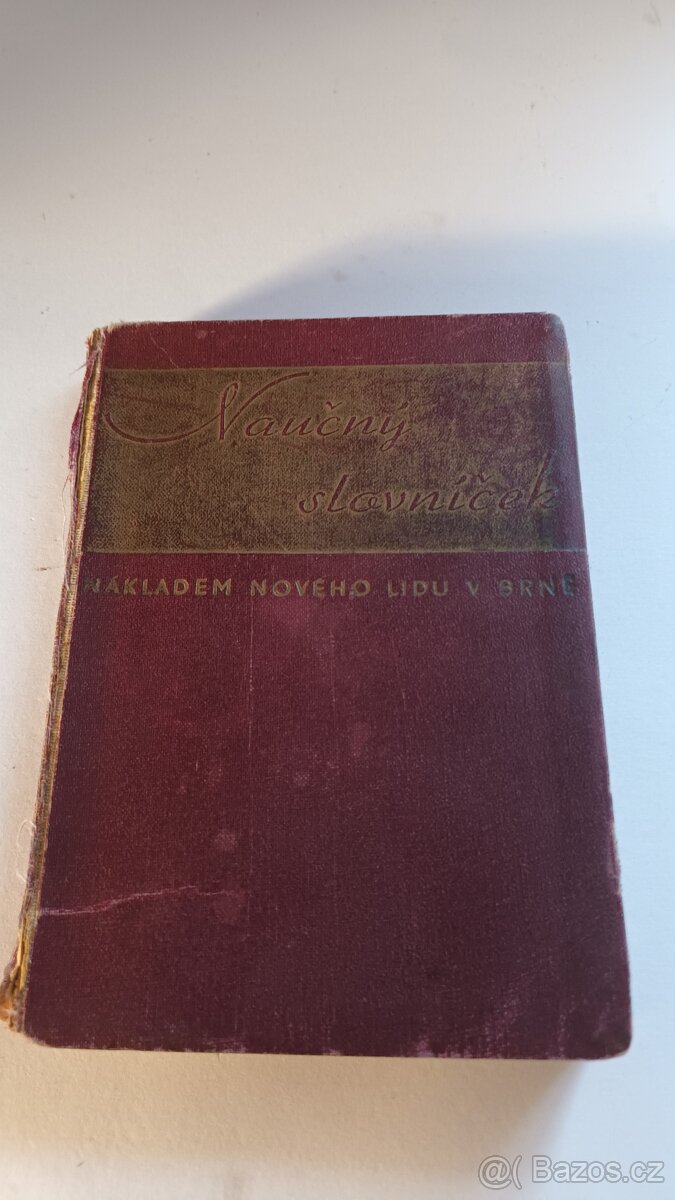 Naučný
slovníček
NÁKLADEM NOVÉHO LIDU V BRNĚ
@( Bazos.cz